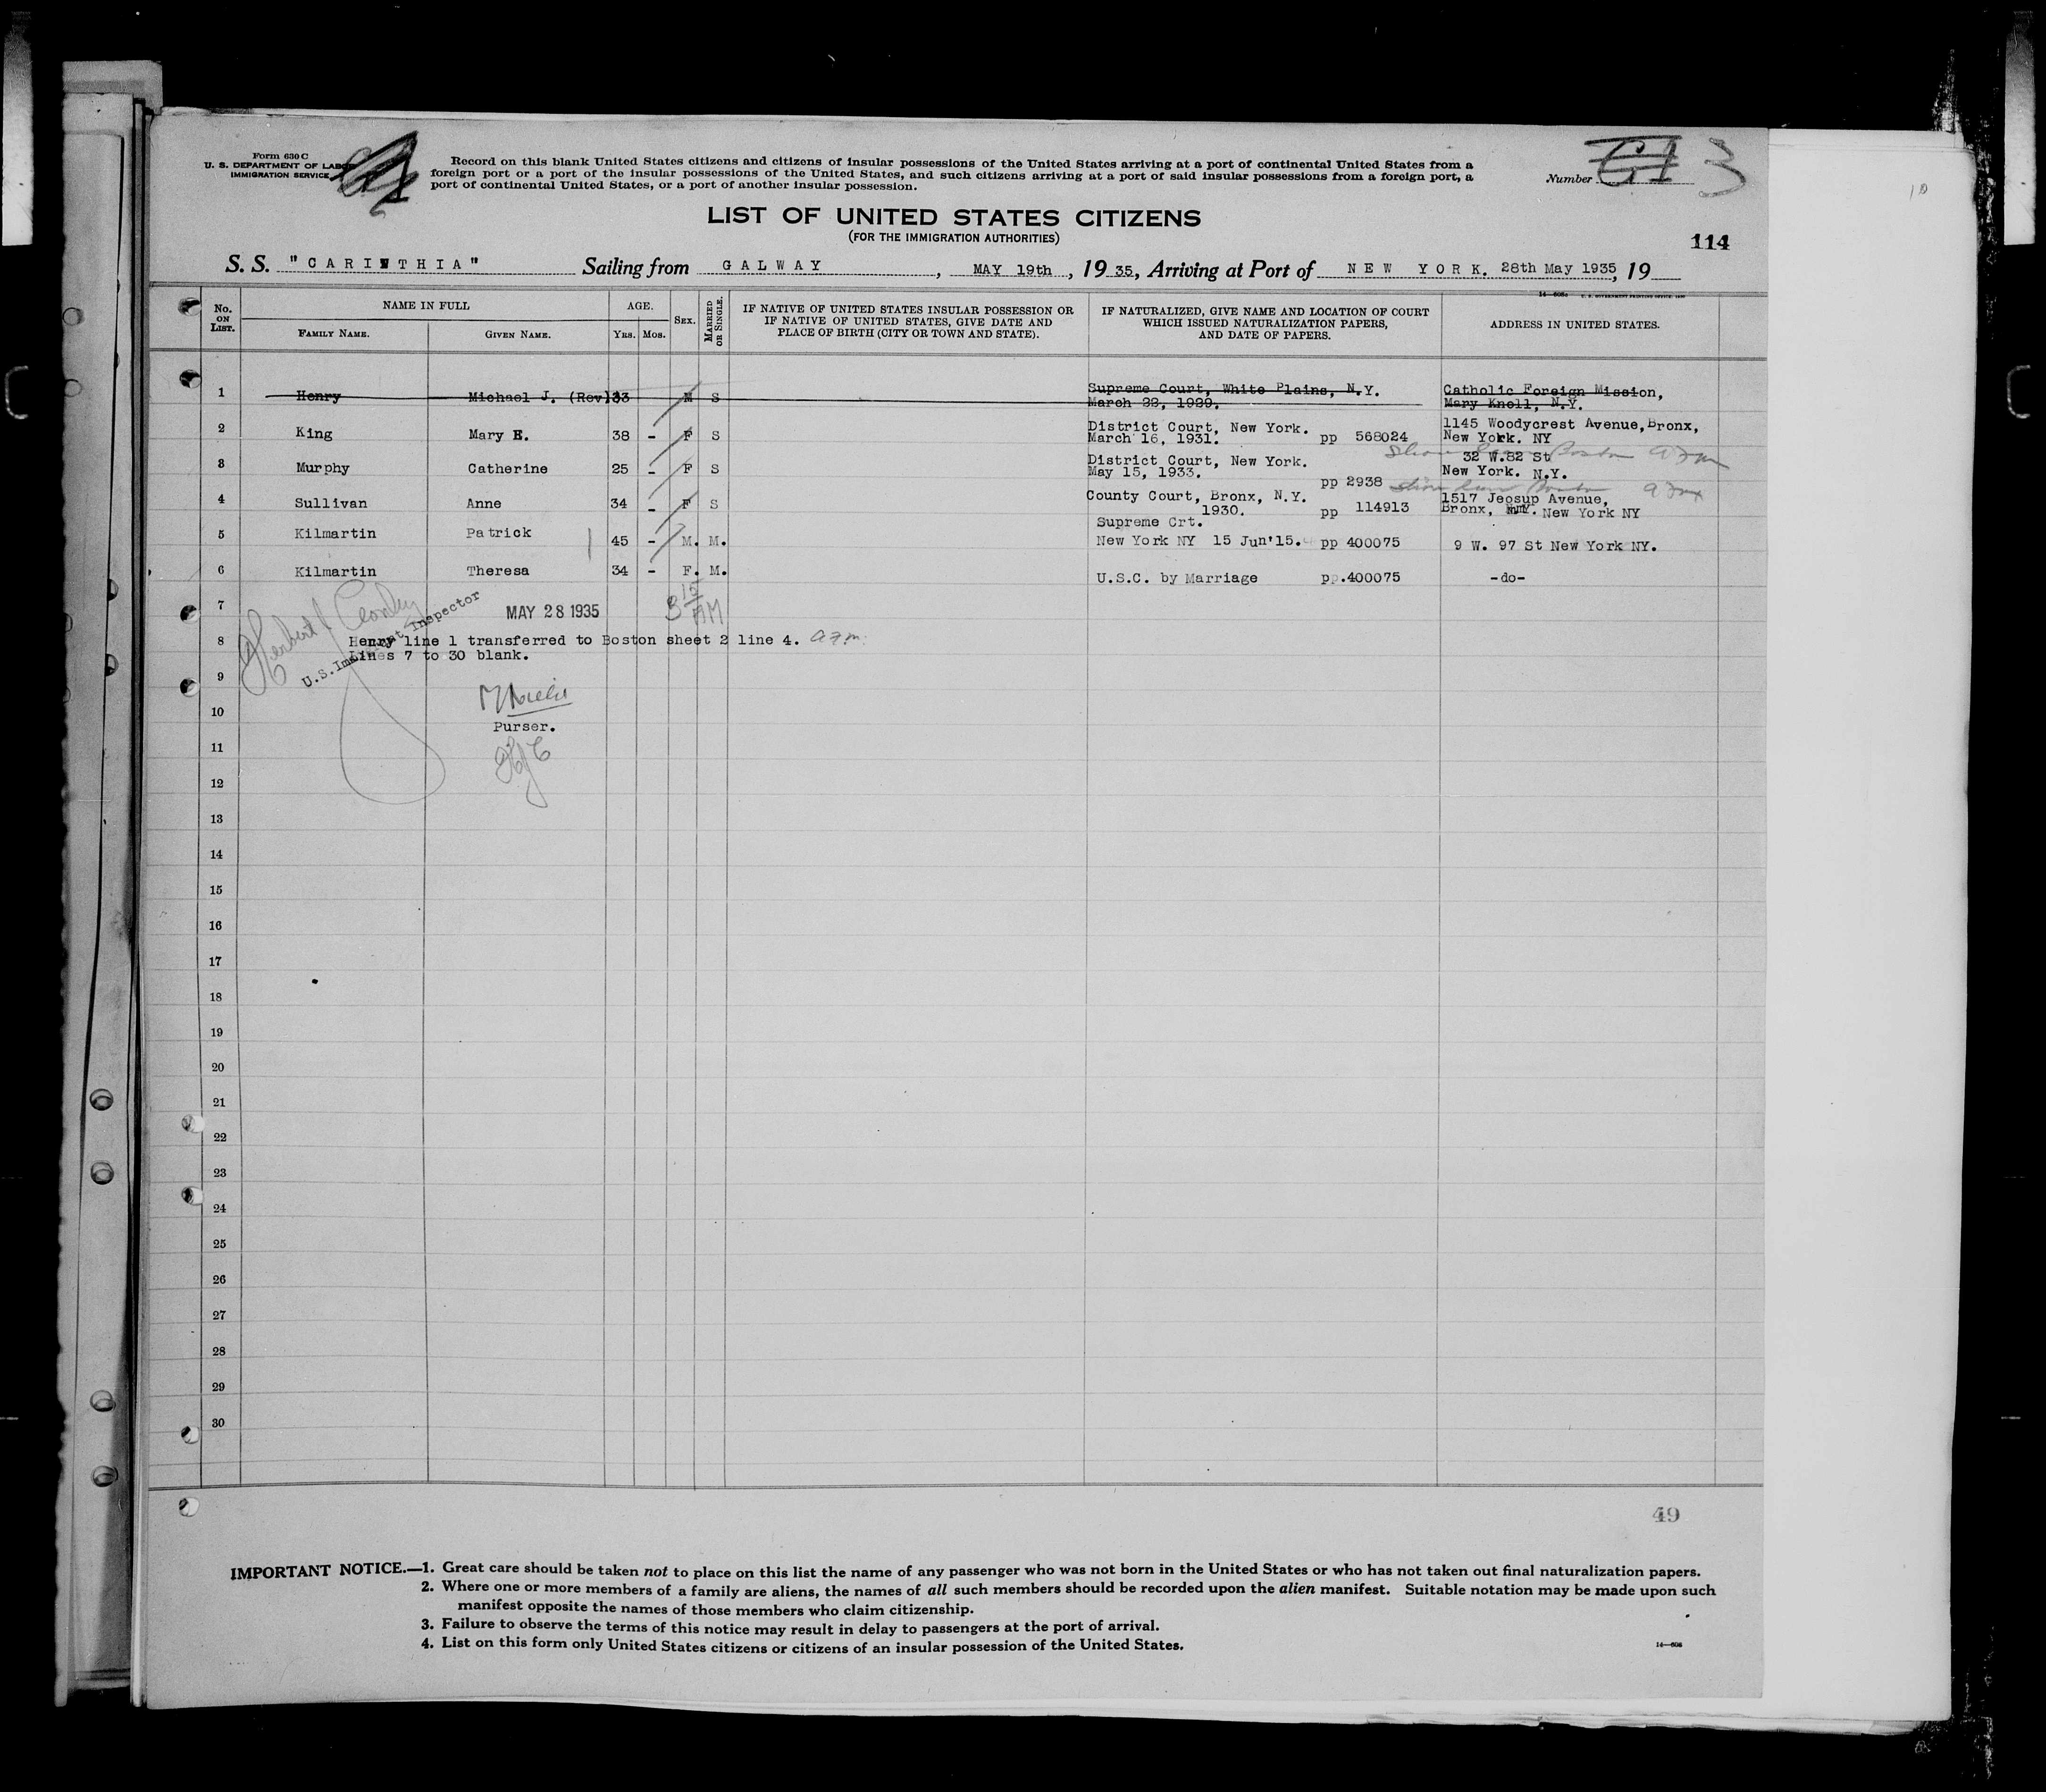 Form 630 C
U. S. DEPARTMENT OF LABOR
IMMIGRATION SERVICE
Record on this blank United States citizens and citizens of insular possessions of the United States arriving at a port of continental United States from a
foreign port or a port of the insular possessions of the United States, and such citizens arriving at a port of said insular possessions from a foreign port, a
port of continental United States, or a port of another insular possession.
Number 3
10
LIST OF UNITED STATES CITIZENS
(FOR THE IMMIGRATION AUTHORITIES)
114
S. S. "CARINTHIA" Sailing from GALWAY, MAY 19th, 19 35, Arriving at Port of NEW YORK. 28th May 1935, 19
No. ON LIST.
NAME IN FULL
FAMILY NAME.
GIVEN NAME.
AGE.
YRS.
MOS.
SEX.
MARRIED OR SINGLE.
IF NATIVE OF UNITED STATES INSULAR POSSESSION OR
IF NATIVE OF UNITED STATES, GIVE DATE AND
PLACE OF BIRTH (CITY OR TOWN AND STATE).
IF NATURALIZED, GIVE NAME AND LOCATION OF COURT
WHICH ISSUED NATURALIZATION PAPERS,
AND DATE OF PAPERS.
ADDRESS IN UNITED STATES.
1 Henry Michael J. (Rev) 33 M S Supreme Court, White Plains, N.Y. Catholic Foreign Mission,
March 22, 1929. Mary Knoll, N.Y.
2 King Mary E. 38 - F S District Court, New York. 1145 Woodycrest Avenue, Bronx,
March 16, 1931. pp 568024 New York. NY
3 Murphy Catherine 25 - F S District Court, New York. 32 W.82 St
May 15, 1933. pp 2938 New York. N.Y.
4 Sullivan Anne 34 - F S County Court, Bronx, N.Y. 1517 Jeosup Avenue,
1930. pp 114913 Bronx, New York NY
5 Kilmartin Patrick 45 - M. M. Supreme Crt.
New York NY 15 Jun'15. pp 400075 9 W. 97 St New York NY.
6 Kilmartin Theresa 34 - F. M. U.S.C. by Marriage pp.400075 -do-
7 MAY 28 1935 3 15 AM
U.S. Immigrant Inspector
8 Henry line 1 transferred to Boston sheet 2 line 4.
Lines 7 to 30 blank.
9
10 Purser.
11
12
13
14
15
16
17
18
19
20
21
22
23
24
25
26
27
28
29
30
49
IMPORTANT NOTICE.—1. Great care should be taken not to place on this list the name of any passenger who was not born in the United States or who has not taken out final naturalization papers.
2. Where one or more members of a family are aliens, the names of all such members should be recorded upon the alien manifest. Suitable notation may be made upon such
manifest opposite the names of those members who claim citizenship.
3. Failure to observe the terms of this notice may result in delay to passengers at the port of arrival.
4. List on this form only United States citizens or citizens of an insular possession of the United States.
14—608